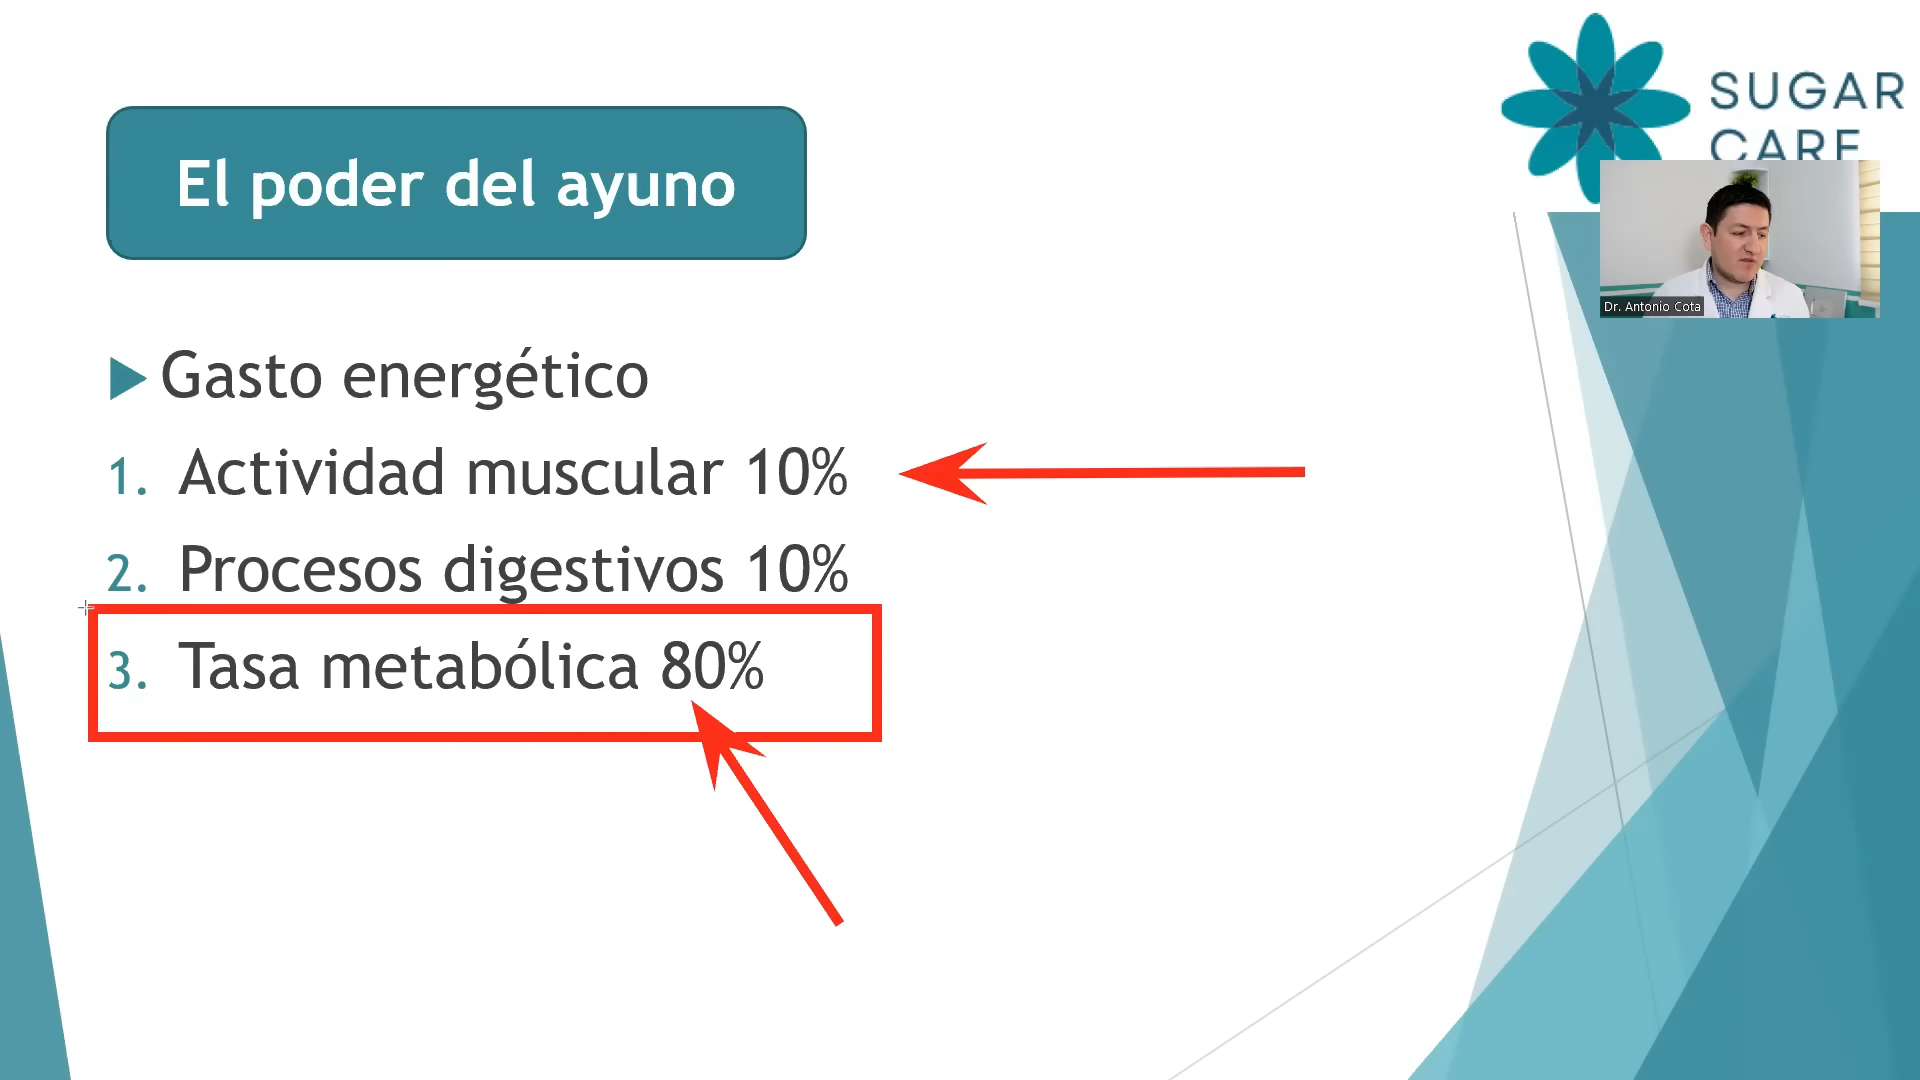 SUGAR
CARE
El poder del ayuno
Dr. Antonio Cota
Gasto energético
1. Actividad muscular 10%
2. Procesos digestivos 10%
3. Tasa metabólica 80%